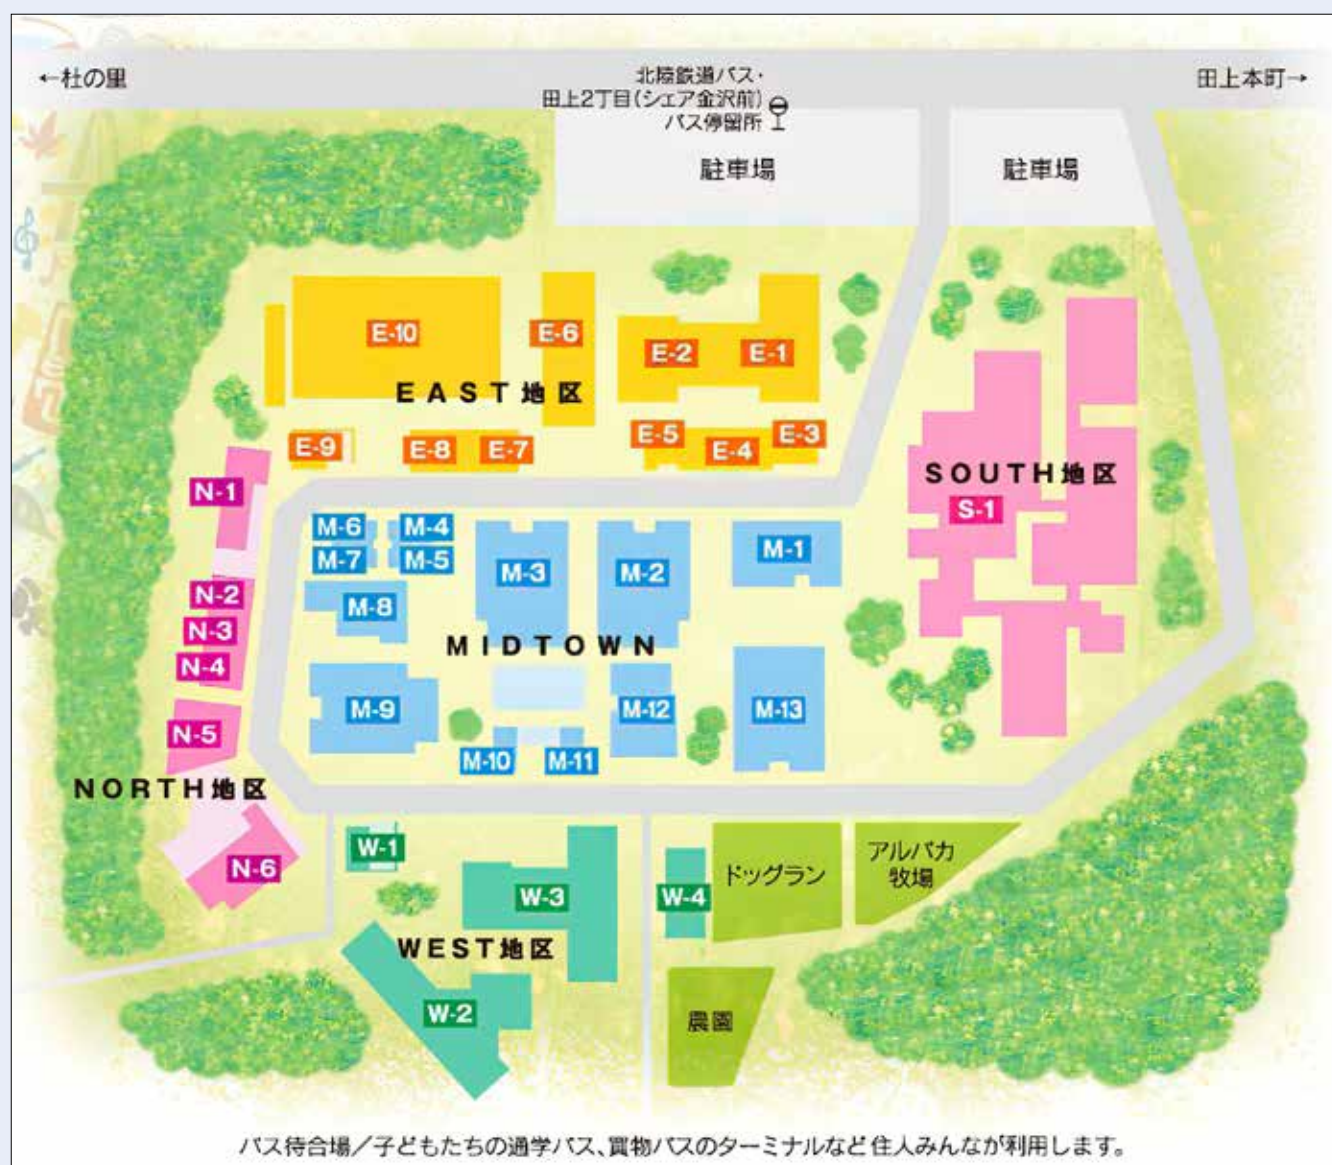 ←杜の里
北陸鉄道バス・
田上2丁目(シェア金沢前)
バス停留所
田上本町→
駐車場
駐車場
E-10
E-6
E-2
E-1
EAST地区
E-9
E-8
E-7
E-5
E-4
E-3
SOUTH地区
S-1
N-1
N-2
N-3
N-4
N-5
NORTH地区
N-6
M-6
M-4
M-7
M-5
M-3
M-2
M-1
M-8
MIDTOWN
M-9
M-10
M-11
M-12
M-13
W-1
W-3
W-4
WEST地区
W-2
ドッグラン
アルパカ
牧場
農園
バス待合場/子どもたちの通学バス、買物バスのターミナルなど住人みんなが利用します。